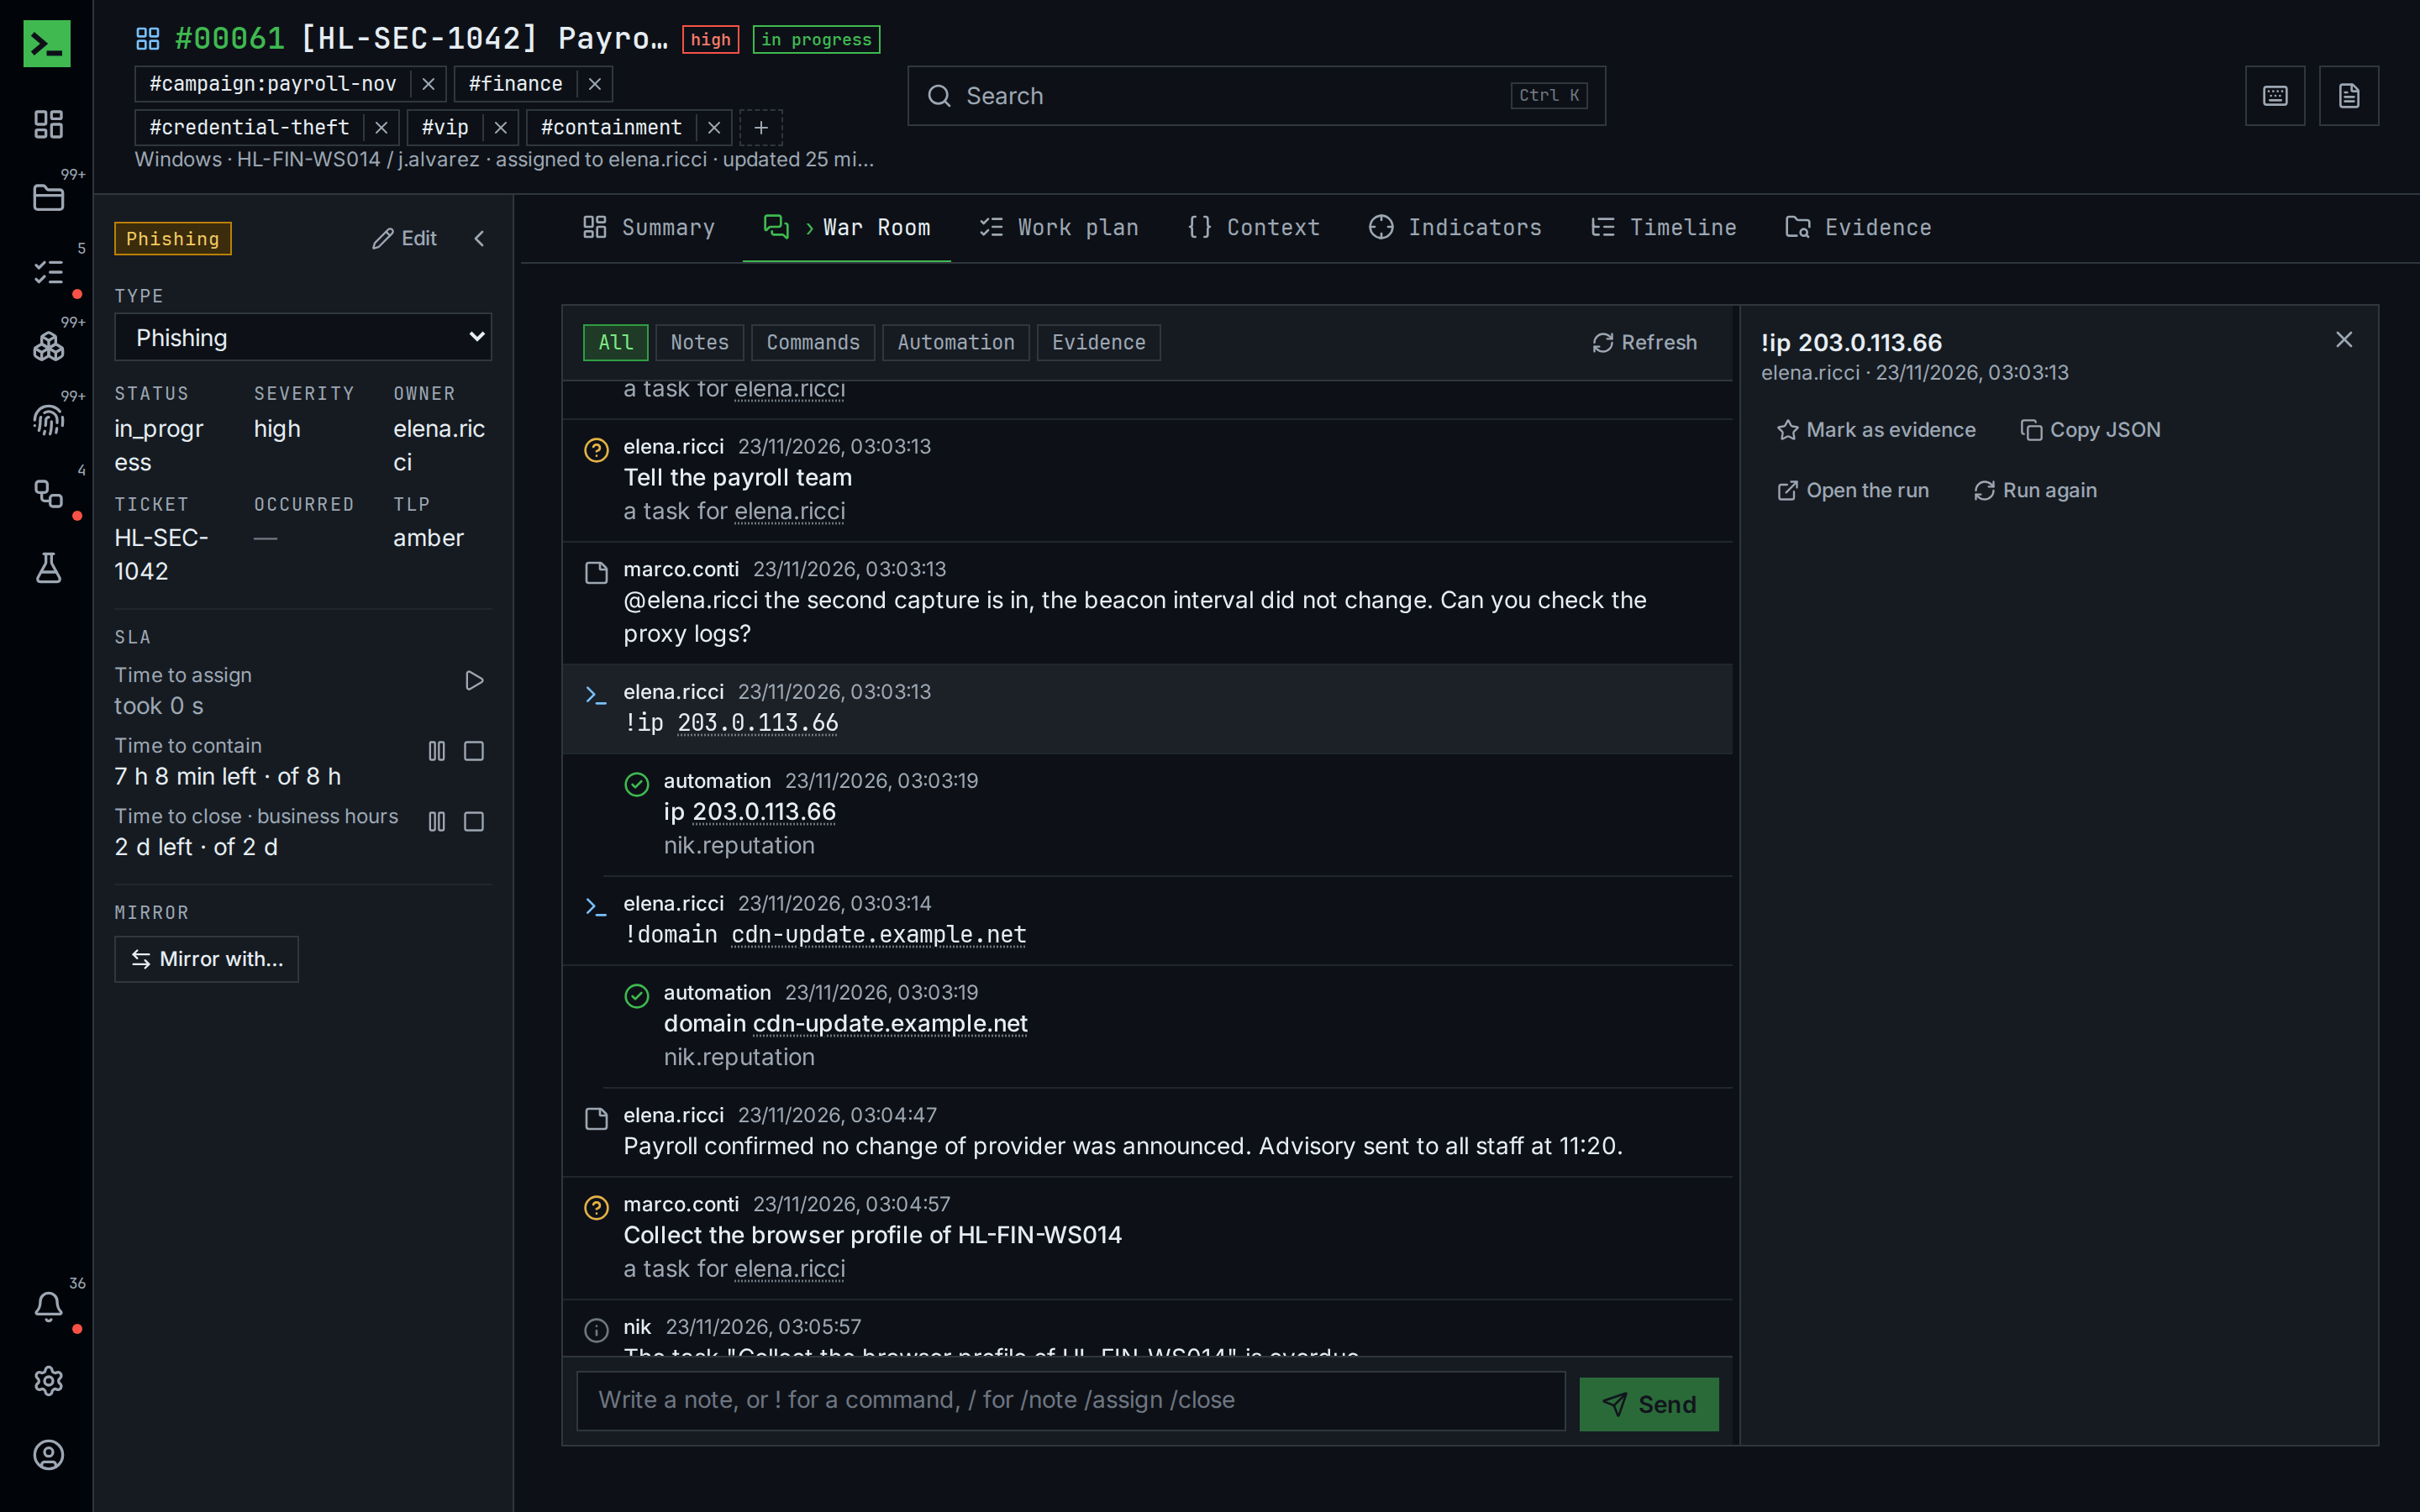 #00061 [HL-SEC-1042] Payro… high in progress
#campaign:payroll-nov #finance
#credential-theft #vip #containment
Windows · HL-FIN-WS014 / j.alvarez · assigned to elena.ricci · updated 25 mi…
Search Ctrl K
99+
5
99+
99+
4
36
Phishing Edit
TYPE
Phishing
STATUS SEVERITY OWNER
in_progr high elena.ric
ess ci
TICKET OCCURRED TLP
HL-SEC- — amber
1042
SLA
Time to assign
took 0 s
Time to contain
7 h 8 min left · of 8 h
Time to close · business hours
2 d left · of 2 d
MIRROR
Mirror with...
Summary › War Room Work plan Context Indicators Timeline Evidence
All Notes Commands Automation Evidence Refresh
a task for elena.ricci
elena.ricci 23/11/2026, 03:03:13
Tell the payroll team
a task for elena.ricci
marco.conti 23/11/2026, 03:03:13
@elena.ricci the second capture is in, the beacon interval did not change. Can you check the
proxy logs?
elena.ricci 23/11/2026, 03:03:13
!ip 203.0.113.66
automation 23/11/2026, 03:03:19
ip 203.0.113.66
nik.reputation
elena.ricci 23/11/2026, 03:03:14
!domain cdn-update.example.net
automation 23/11/2026, 03:03:19
domain cdn-update.example.net
nik.reputation
elena.ricci 23/11/2026, 03:04:47
Payroll confirmed no change of provider was announced. Advisory sent to all staff at 11:20.
marco.conti 23/11/2026, 03:04:57
Collect the browser profile of HL-FIN-WS014
a task for elena.ricci
nik 23/11/2026, 03:05:57
The task "Collect the browser profile of HL-FIN-WS014" is overdue
Write a note, or ! for a command, / for /note /assign /close
Send
!ip 203.0.113.66
elena.ricci · 23/11/2026, 03:03:13
Mark as evidence Copy JSON
Open the run Run again